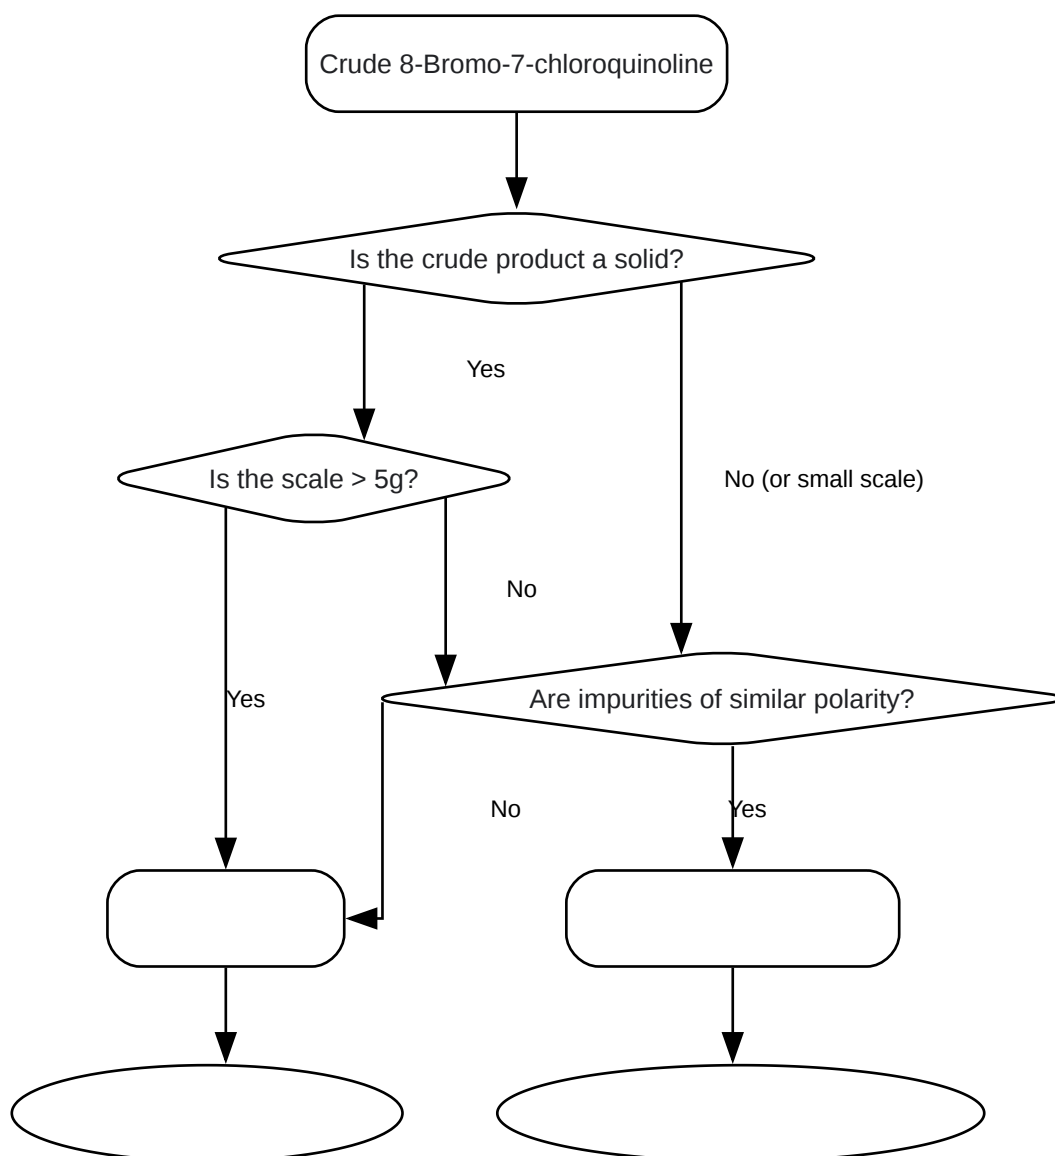 Crude 8-Bromo-7-chloroquinoline
Is the crude product a solid?
Yes
Is the scale > 5g?
No (or small scale)
No
Yes
Are impurities of similar polarity?
No
Yes